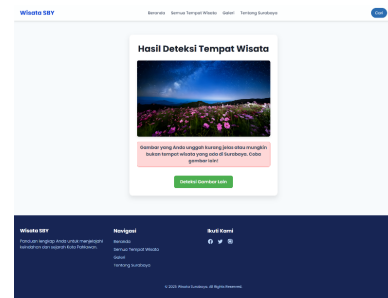 Wisata SBY
Beranda Semua Tempat Wisata Galeri Tentang Surabaya
Cari
Hasil Deteksi Tempat Wisata
Gambar yang Anda unggah kurang jelas atau mungkin
bukan tempat wisata yang ada di Surabaya. Coba
gambar lain!
Deteksi Gambar Lain
Wisata SBY
Panduan lengkap Anda untuk menjelajahi
keindahan dan sejarah Kota Pahlawan.
Navigasi
Beranda
Semua Tempat Wisata
Galeri
Tentang Surabaya
Ikuti Kami
© 2025 Wisata Surabaya. All Rights Reserved.